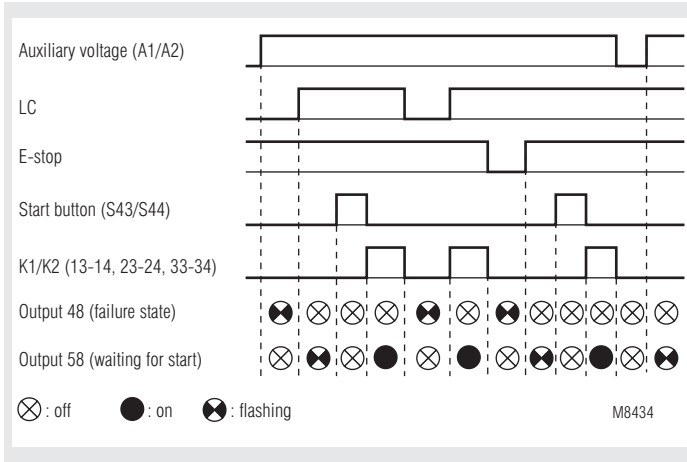 Auxiliary voltage (A1/A2)
LC
E-stop
Start button (S43/S44)
K1/K2 (13-14, 23-24, 33-34)
Output 48 (failure state)
Output 58 (waiting for start)
: off : on : flashing
M8434